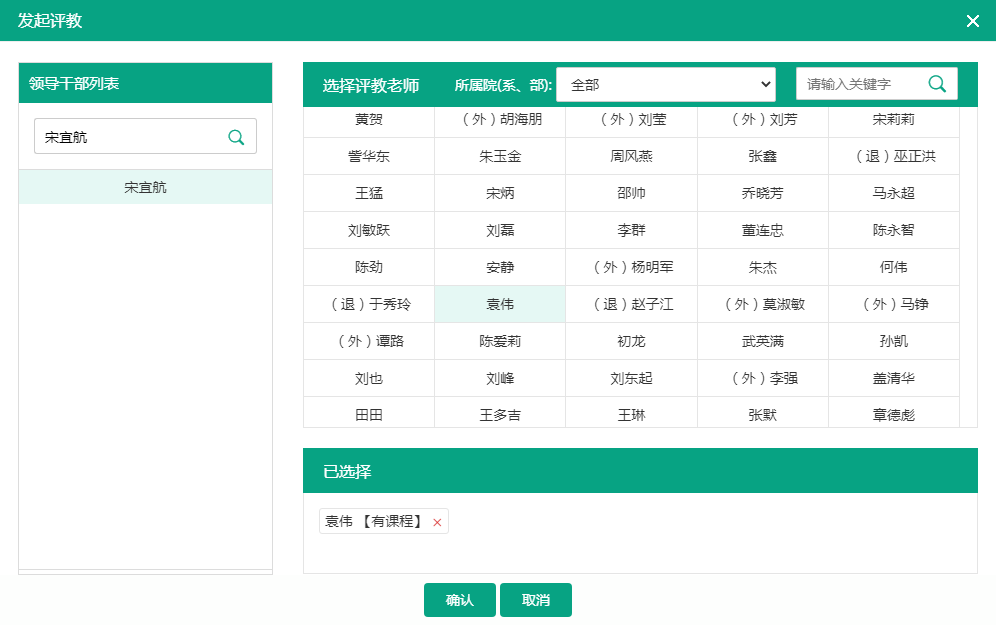 发起评教
领导干部列表
宋宜航
宋宜航
选择评教老师 所属院(系、部): 全部 请输入关键字
黄贺 （外）胡海朋 （外）刘莹 （外）刘芳 宋莉莉
訾华东 朱玉金 周风燕 张鑫 （退）巫正洪
王猛 宋炳 邵帅 乔晓芳 马永超
刘敏跃 刘磊 李群 董连忠 陈永智
陈劲 安静 （外）杨明军 朱杰 何伟
（退）于秀玲 袁伟 （退）赵子江 （外）莫淑敏 （外）马铮
（外）谭路 陈爱莉 初龙 武英满 孙凯
刘也 刘峰 刘东起 （外）李强 盖清华
田田 王多吉 王琳 张默 章德彪
已选择
袁伟 【有课程】 ×
确认 取消